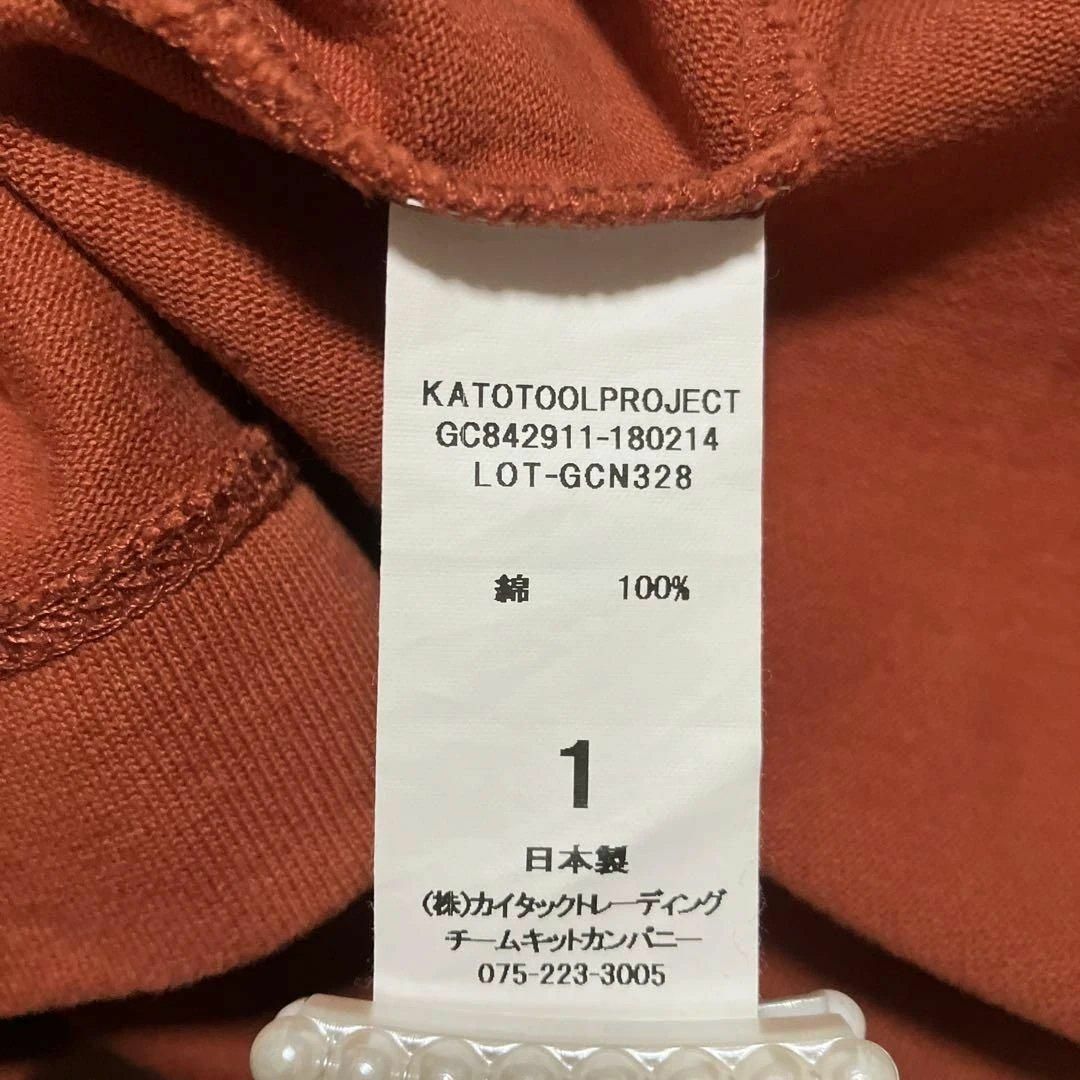 KATOTOOLPROJECT
GC842911-180214
LOT-GCN328
綿 100%
1
日本製
(株)カイタックトレーディング
チームキットカンパニー
075-223-3005